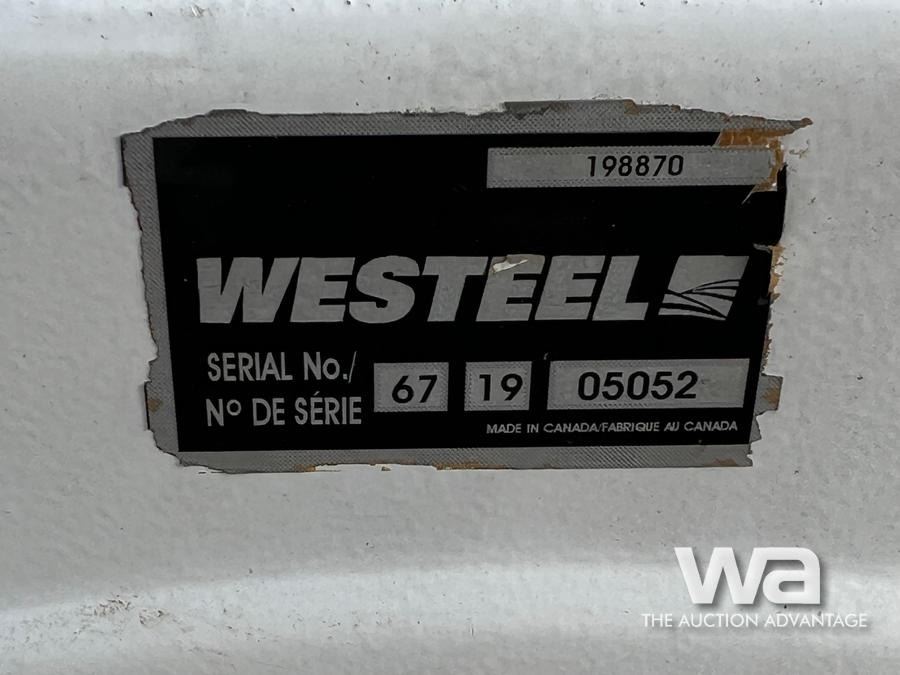 198870
WESTEEL
SERIAL No./
No DE SÉRIE
67 19 05052
MADE IN CANADA/FABRIQUE AU CANADA
wa
THE AUCTION ADVANTAGE